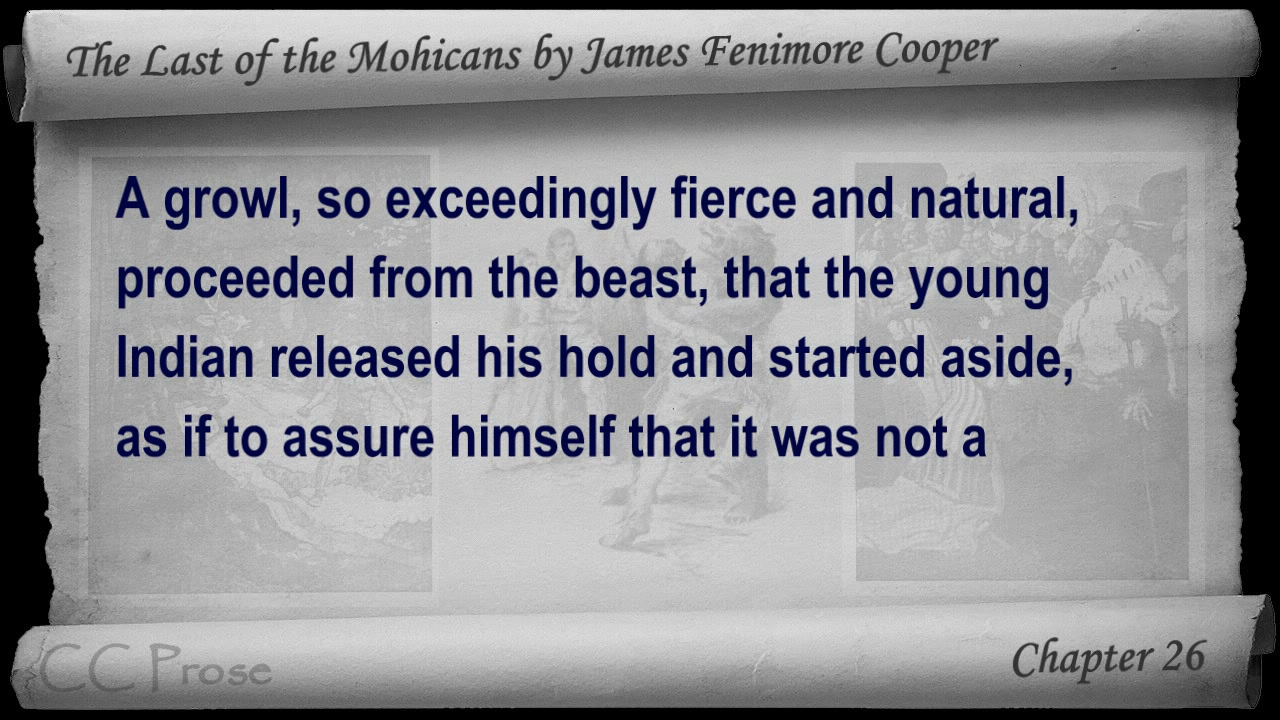 The Last of the Mohicans by James Fenimore Cooper
A growl, so exceedingly fierce and natural,
proceeded from the beast, that the young
Indian released his hold and started aside,
as if to assure himself that it was not a
CC Prose
Chapter 26